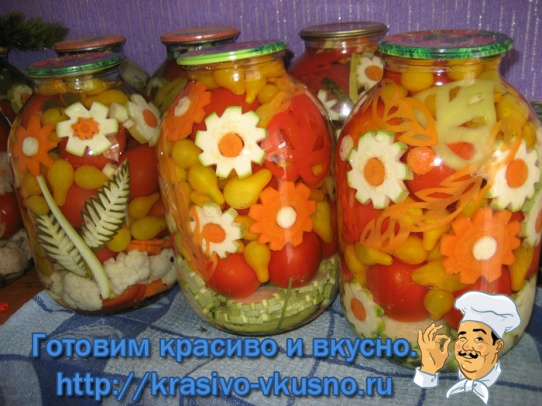 Готовим красиво и вкусно.
http://krasivo-vkusno.ru